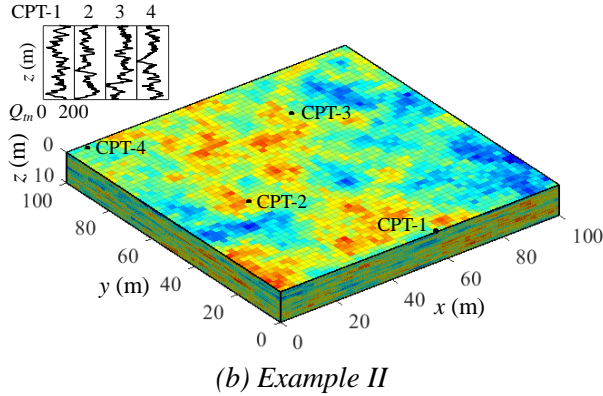 CPT-1 2 3 4
z (m)
Qtn 0 200
CPT-3
CPT-4
z (m)
0
10
CPT-2
CPT-1
100
80
60
40
20
0
y (m)
0
20
40
60
80
100
x (m)
(b) Example II